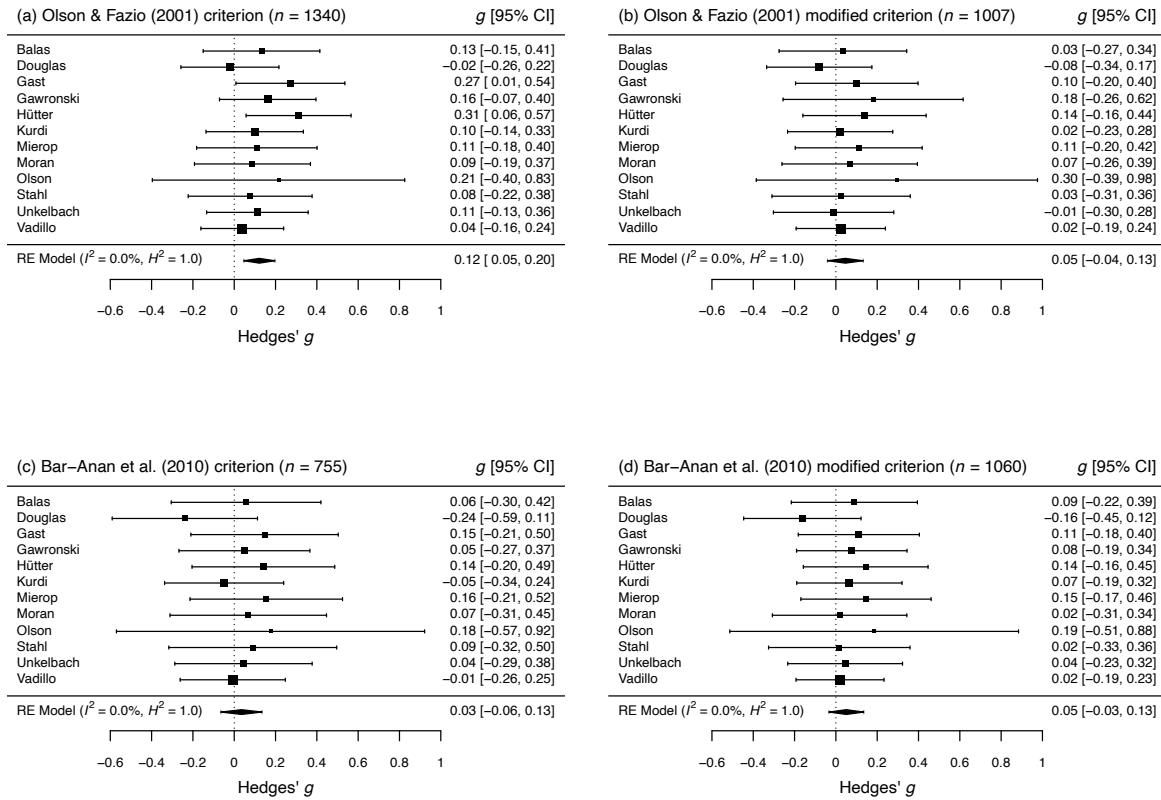 (a) Olson & Fazio (2001) criterion (n = 1340) g [95% CI]
Balas 0.13 [−0.15, 0.41]
Douglas −0.02 [−0.26, 0.22]
Gast 0.27 [ 0.01, 0.54]
Gawronski 0.16 [−0.07, 0.40]
Hütter 0.31 [ 0.06, 0.57]
Kurdi 0.10 [−0.14, 0.33]
Mierop 0.11 [−0.18, 0.40]
Moran 0.09 [−0.19, 0.37]
Olson 0.21 [−0.40, 0.83]
Stahl 0.08 [−0.22, 0.38]
Unkelbach 0.11 [−0.13, 0.36]
Vadillo 0.04 [−0.16, 0.24]
RE Model (I² = 0.0%, H² = 1.0) 0.12 [ 0.05, 0.20]
−0.6 −0.4 −0.2 0 0.2 0.4 0.6 0.8 1
Hedges' g
(b) Olson & Fazio (2001) modified criterion (n = 1007) g [95% CI]
Balas 0.03 [−0.27, 0.34]
Douglas −0.08 [−0.34, 0.17]
Gast 0.10 [−0.20, 0.40]
Gawronski 0.18 [−0.26, 0.62]
Hütter 0.14 [−0.16, 0.44]
Kurdi 0.02 [−0.23, 0.28]
Mierop 0.11 [−0.20, 0.42]
Moran 0.07 [−0.26, 0.39]
Olson 0.30 [−0.39, 0.98]
Stahl 0.03 [−0.31, 0.36]
Unkelbach −0.01 [−0.30, 0.28]
Vadillo 0.02 [−0.19, 0.24]
RE Model (I² = 0.0%, H² = 1.0) 0.05 [−0.04, 0.13]
−0.6 −0.4 −0.2 0 0.2 0.4 0.6 0.8 1
Hedges' g
(c) Bar−Anan et al. (2010) criterion (n = 755) g [95% CI]
Balas 0.06 [−0.30, 0.42]
Douglas −0.24 [−0.59, 0.11]
Gast 0.15 [−0.21, 0.50]
Gawronski 0.05 [−0.27, 0.37]
Hütter 0.14 [−0.20, 0.49]
Kurdi −0.05 [−0.34, 0.24]
Mierop 0.16 [−0.21, 0.52]
Moran 0.07 [−0.31, 0.45]
Olson 0.18 [−0.57, 0.92]
Stahl 0.09 [−0.32, 0.50]
Unkelbach 0.04 [−0.29, 0.38]
Vadillo −0.01 [−0.26, 0.25]
RE Model (I² = 0.0%, H² = 1.0) 0.03 [−0.06, 0.13]
−0.6 −0.4 −0.2 0 0.2 0.4 0.6 0.8 1
Hedges' g
(d) Bar−Anan et al. (2010) modified criterion (n = 1060) g [95% CI]
Balas 0.09 [−0.22, 0.39]
Douglas −0.16 [−0.45, 0.12]
Gast 0.11 [−0.18, 0.40]
Gawronski 0.08 [−0.19, 0.34]
Hütter 0.14 [−0.16, 0.45]
Kurdi 0.07 [−0.19, 0.32]
Mierop 0.15 [−0.17, 0.46]
Moran 0.02 [−0.31, 0.34]
Olson 0.19 [−0.51, 0.88]
Stahl 0.02 [−0.33, 0.36]
Unkelbach 0.04 [−0.23, 0.32]
Vadillo 0.02 [−0.19, 0.23]
RE Model (I² = 0.0%, H² = 1.0) 0.05 [−0.03, 0.13]
−0.6 −0.4 −0.2 0 0.2 0.4 0.6 0.8 1
Hedges' g